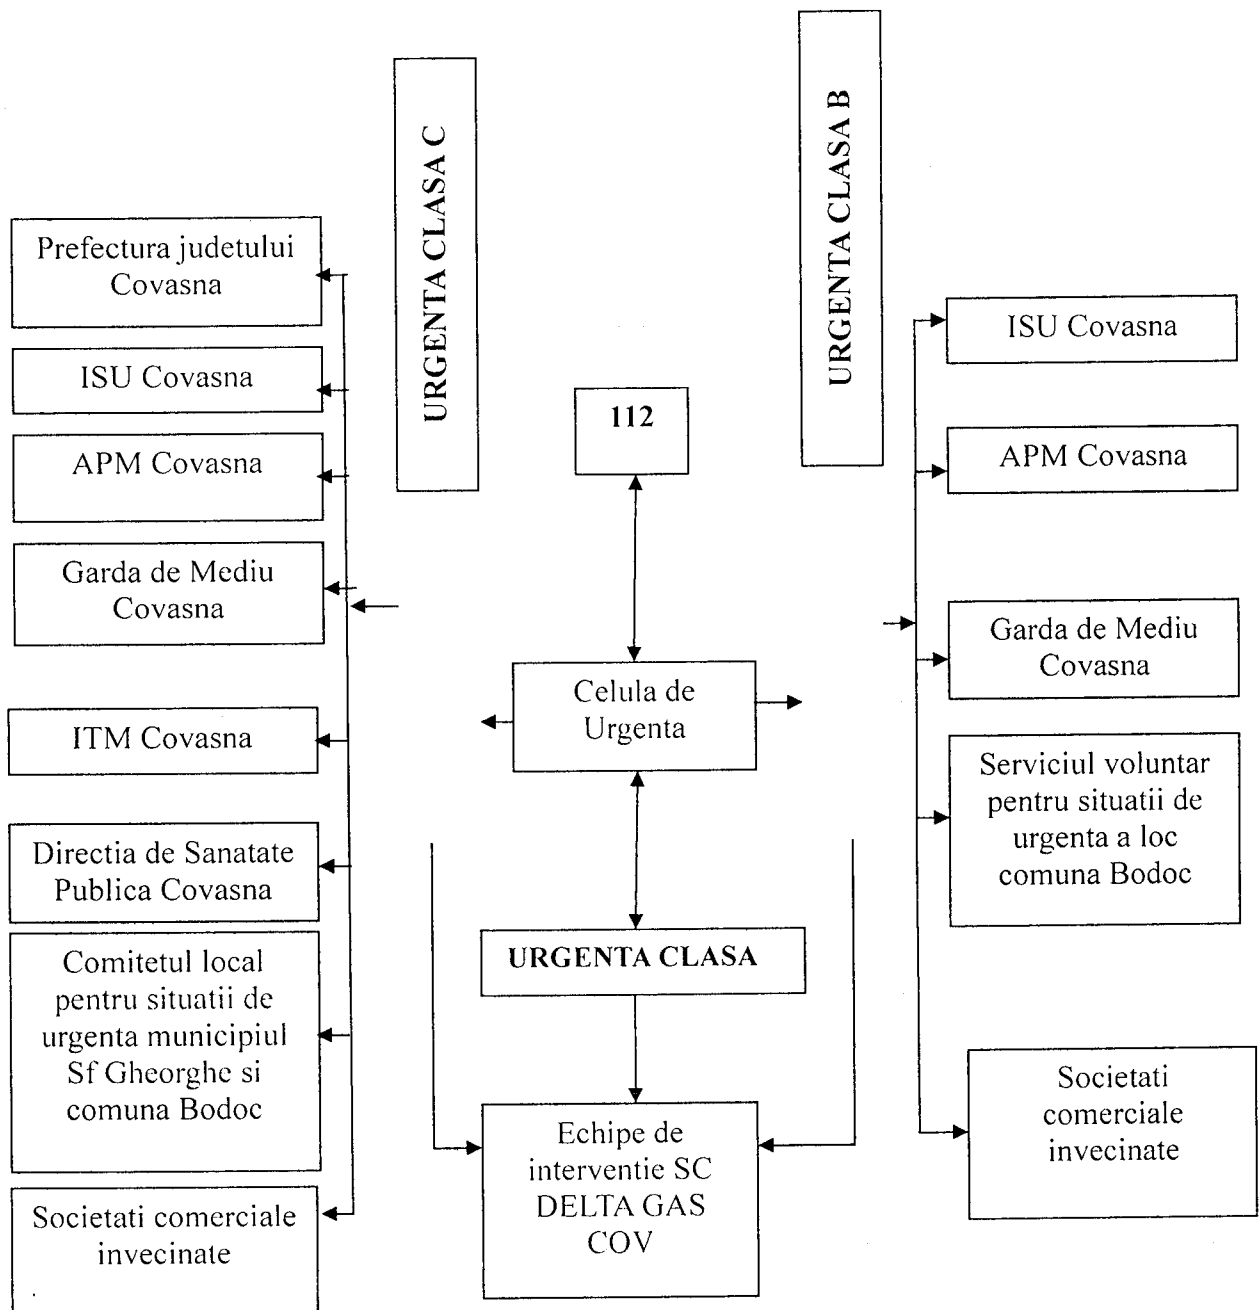 URGENTA CLASA C
URGENTA CLASA B
Prefectura judetului
Covasna
ISU Covasna
APM Covasna
Garda de Mediu
Covasna
ITM Covasna
Directia de Sanatate
Publica Covasna
Comitetul local
pentru situatii de
urgenta municipiul
Sf Gheorghe si
comuna Bodoc
Societati comerciale
invecinate
112
Celula de
Urgenta
URGENTA CLASA
Echipe de
interventie SC
DELTA GAS
COV
ISU Covasna
APM Covasna
Garda de Mediu
Covasna
Serviciul voluntar
pentru situatii de
urgenta a loc
comuna Bodoc
Societati
comerciale
invecinate